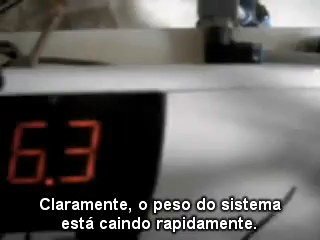 6.3
Claramente, o peso do sistema
está caindo rapidamente.